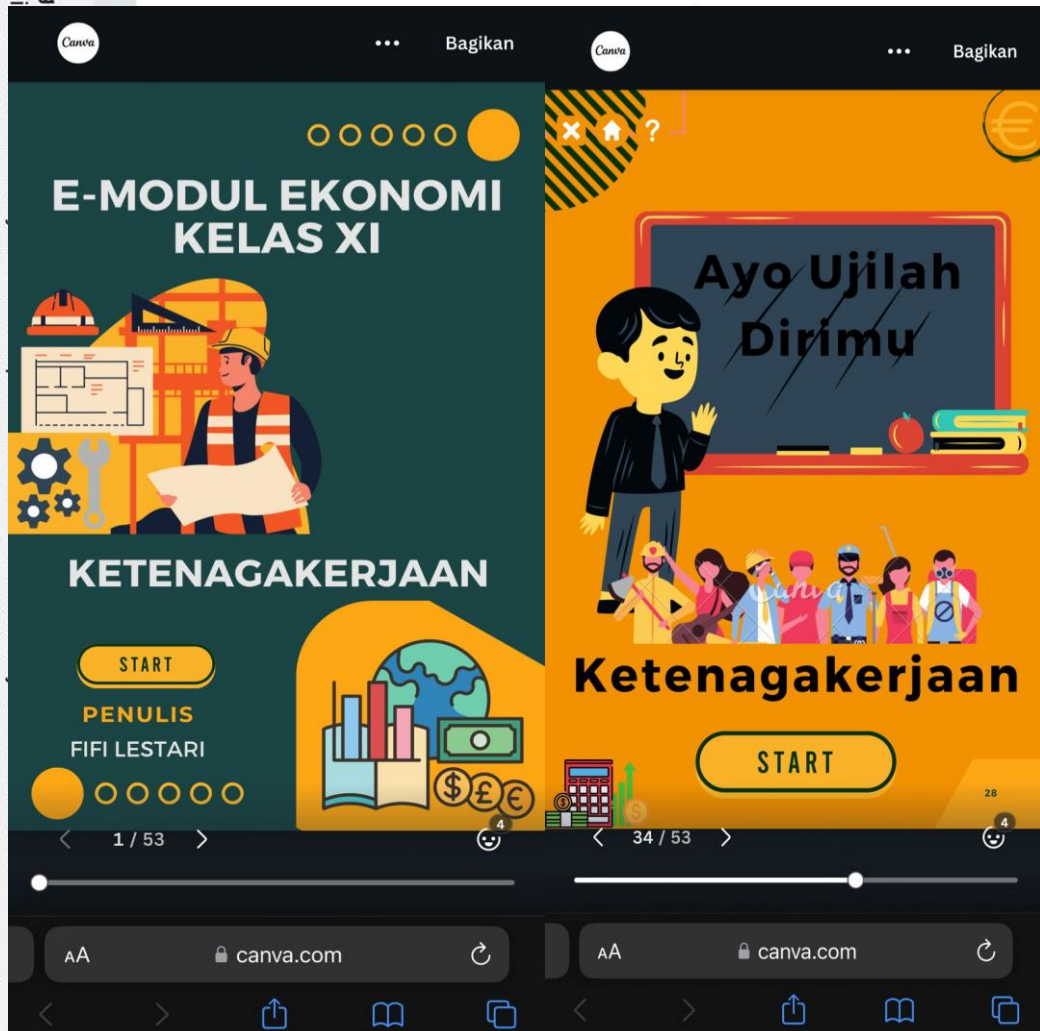 Canva
••• Bagikan
E-MODUL EKONOMI
KELAS XI
KETENAGAKERJAAN
START
PENULIS
FIFI LESTARI
$ £ €
4
< 1 / 53 >
AA canva.com
Canva
••• Bagikan
?
€
Ayo Ujilah
Dirimu
Canva
Ketenagakerjaan
START
28
4
< 34 / 53 >
AA canva.com